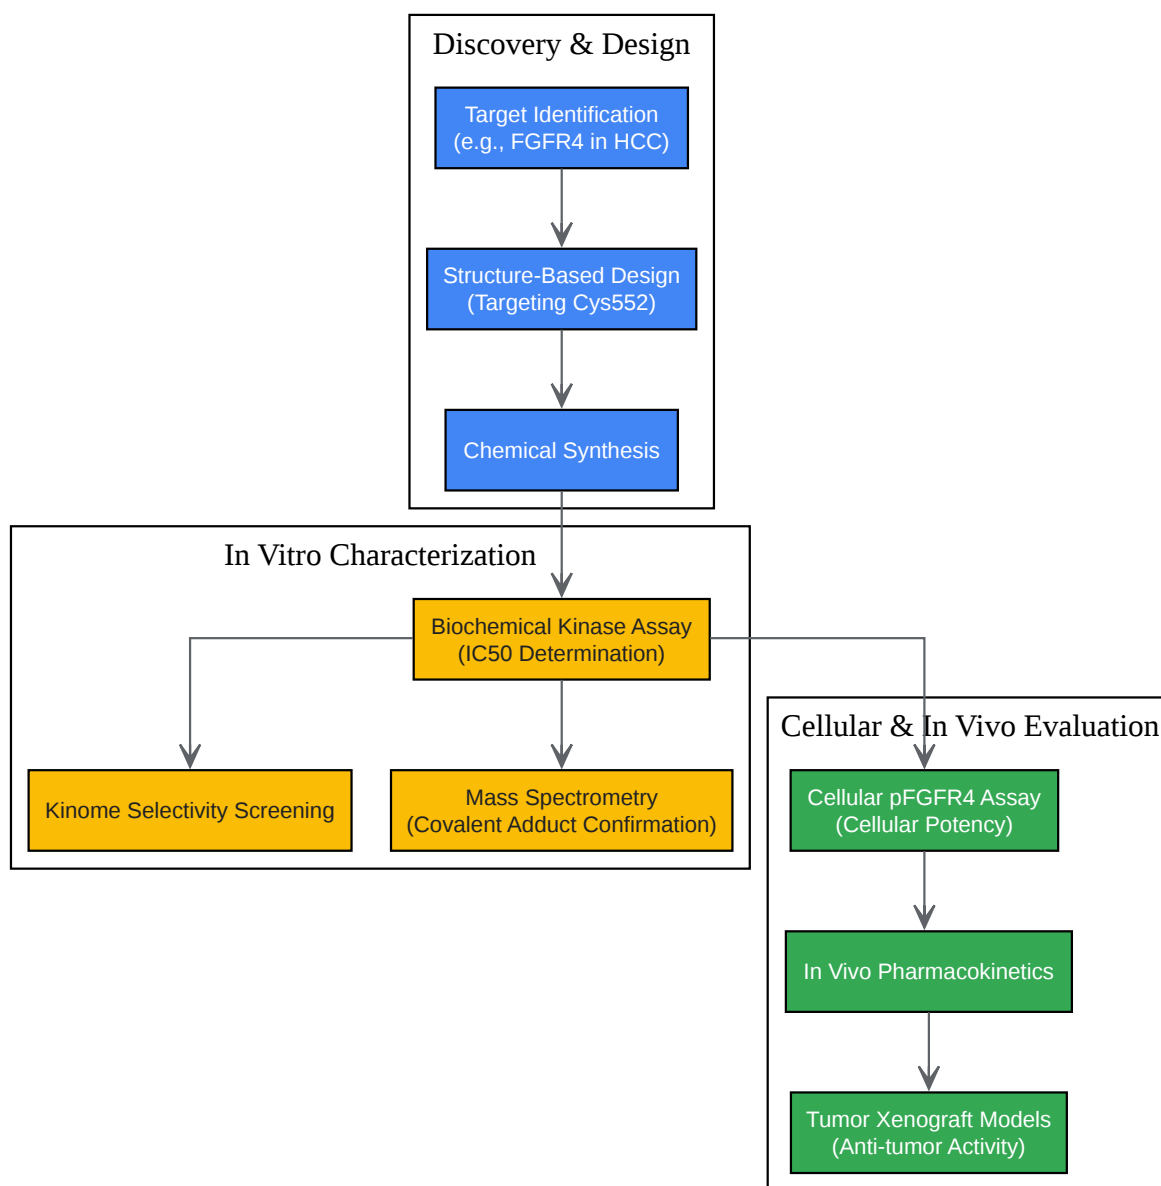 Discovery & Design
Target Identification
(e.g., FGFR4 in HCC)
Structure-Based Design
(Targeting Cys552)
Chemical Synthesis
In Vitro Characterization
Biochemical Kinase Assay
(IC50 Determination)
Kinome Selectivity Screening
Mass Spectrometry
(Covalent Adduct Confirmation)
Cellular & In Vivo Evaluation
Cellular pFGFR4 Assay
(Cellular Potency)
In Vivo Pharmacokinetics
Tumor Xenograft Models
(Anti-tumor Activity)